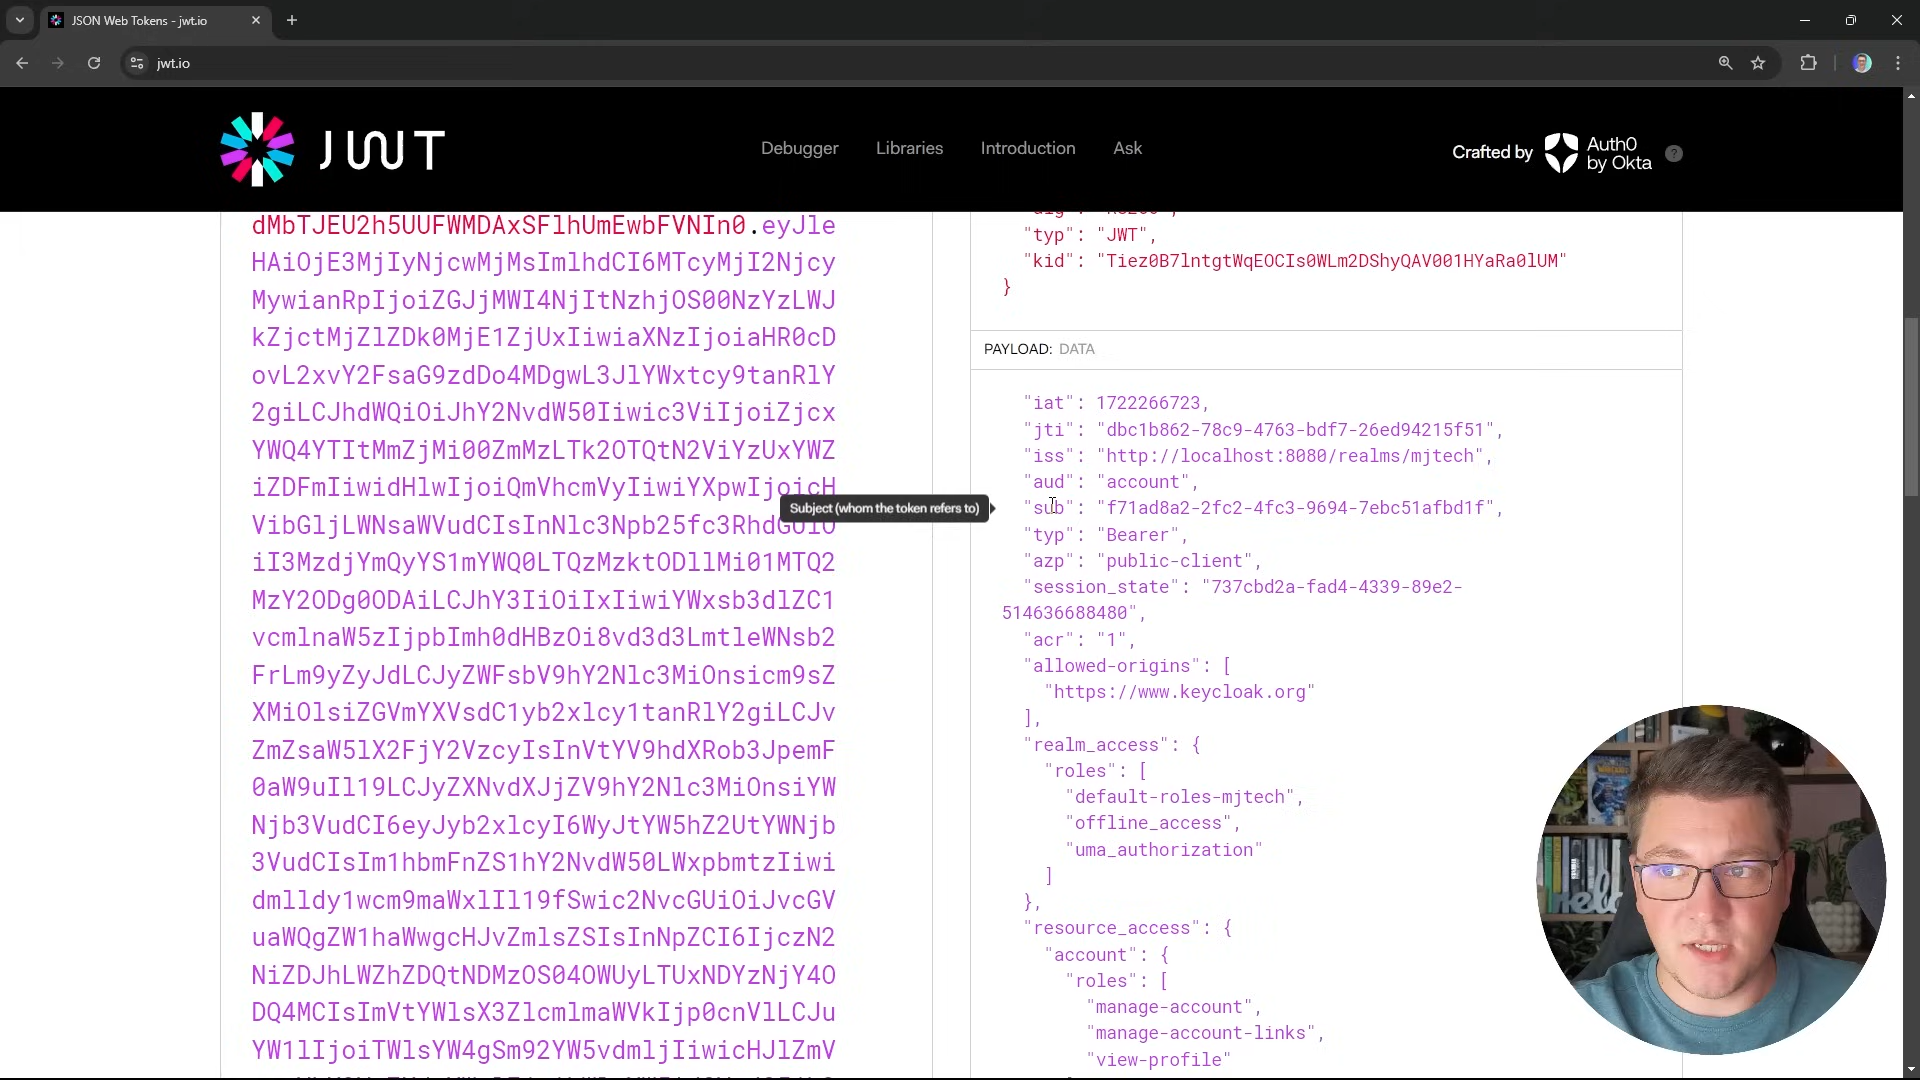 JSON Web Tokens - jwt.io
jwt.io
JWT
Debugger
Libraries
Introduction
Ask
Crafted by
Auth0
by Okta
dMbTJEU2h5UUFWMDAxSFlhUmEwbFVNIn0.eyJle
HAiOjE3MjIyNjcwMjMsImlhdCI6MTcyMjI2Njcy
MywianRpIjoiZGJjMWI4NjItNzhjOS00NzYzLWJ
kZjctMjZlZDk0MjE1ZjUxIiwiaXNzIjoiaHR0cD
ovL2xvY2FsaG9zdDo4MDgwL3JlYWxtcy9tanRlY
2giLCJhdWQiOiJhY2NvdW50Iiwic3ViIjoiZjcx
YWQ4YTItMmZjMi00ZmMzLTk2OTQtN2ViYzUxYWZ
iZDFmIiwidHlwIjoiQmVhcmVyIiwiYXpwIjoicH
VibGljLWNsaWVudCIsInNlc3Npb25fc3RhdGUiO
iI3MzdjYmQyYS1mYWQ0LTQzMzktODllMi01MTQ2
MzY2ODg0ODAiLCJhY3IiOiIxIiwiYWxsb3dlZC1
vcmlnaW5zIjpbImh0dHBzOi8vd3d3LmtleWNsb2
FrLm9yZyJdLCJyZWFsbV9hY2Nlc3MiOnsicm9sZ
XMiOlsiZGVmYXVsdC1yb2xlcy1tanRlY2giLCJv
ZmZsaW5lX2FjY2VzcyIsInVtYV9hdXRob3JpemF
0aW9uIl19LCJyZXNvdXJjZV9hY2Nlc3MiOnsiYW
Njb3VudCI6eyJyb2xlcyI6WyJtYW5hZ2UtYWNjb
3VudCIsIm1hbmFnZS1hY2NvdW50LWxpbmtzIiwi
dmlldy1wcm9maWxlIl19fSwic2NvcGUiOiJvcGV
uaWQgZW1haWwgcHJvZmlsZSIsInNpZCI6IjczN2
NiZDJhLWZhZDQtNDMzOS04OWUyLTUxNDYzNjY4O
DQ4MCIsImVtYWlsX3ZlcmlmaWVkIjp0cnVlLCJu
YW1lIjoiTWlsYW4gSm92YW5vdmljIiwicHJlZmV
Subject (whom the token refers to)
"typ": "JWT",
"kid": "Tiez0B7lntgtWqEOCIs0WLm2DShyQAV001HYaRa0lUM"
}
PAYLOAD: DATA
"iat": 1722266723,
"jti": "dbc1b862-78c9-4763-bdf7-26ed94215f51",
"iss": "http://localhost:8080/realms/mjtech",
"aud": "account",
"sub": "f71ad8a2-2fc2-4fc3-9694-7ebc51afbd1f",
"typ": "Bearer",
"azp": "public-client",
"session_state": "737cbd2a-fad4-4339-89e2-
514636688480",
"acr": "1",
"allowed-origins": [
"https://www.keycloak.org"
],
"realm_access": {
"roles": [
"default-roles-mjtech",
"offline_access",
"uma_authorization"
]
},
"resource_access": {
"account": {
"roles": [
"manage-account",
"manage-account-links",
"view-profile"